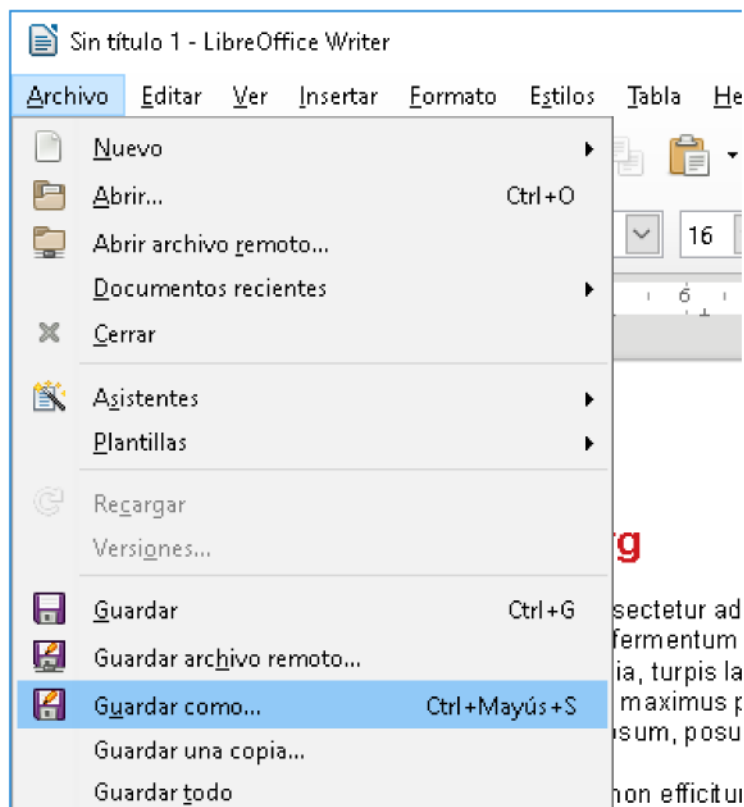 Sin título 1 - LibreOffice Writer
Archivo Editar Ver Insertar Formato Estilos Tabla He
Nuevo
Abrir... Ctrl+O
Abrir archivo remoto...
16
Documentos recientes
6
Cerrar
Asistentes
Plantillas
Recargar
Versiones...
g
Guardar Ctrl+G
sectetur ad
fermentum
Guardar archivo remoto...
ia, turpis la
Guardar como... Ctrl+Mayús+S
maximus p
sum, posu
Guardar una copia...
Guardar todo
non efficitur